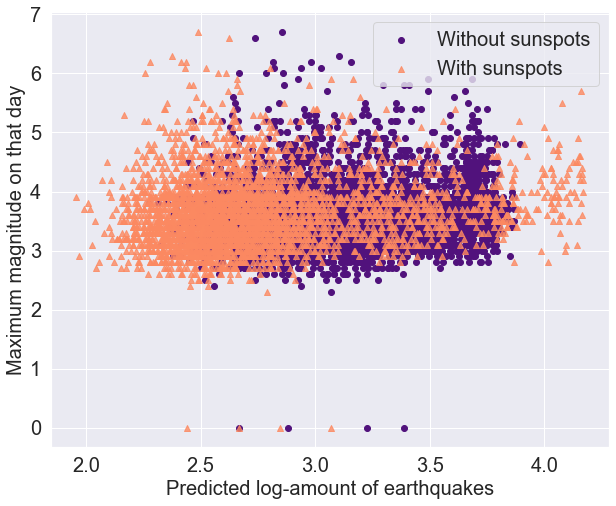 Without sunspots
With sunspots
Maximum magnitude on that day
7
6
5
4
3
2
1
0
2.0 2.5 3.0 3.5 4.0
Predicted log-amount of earthquakes